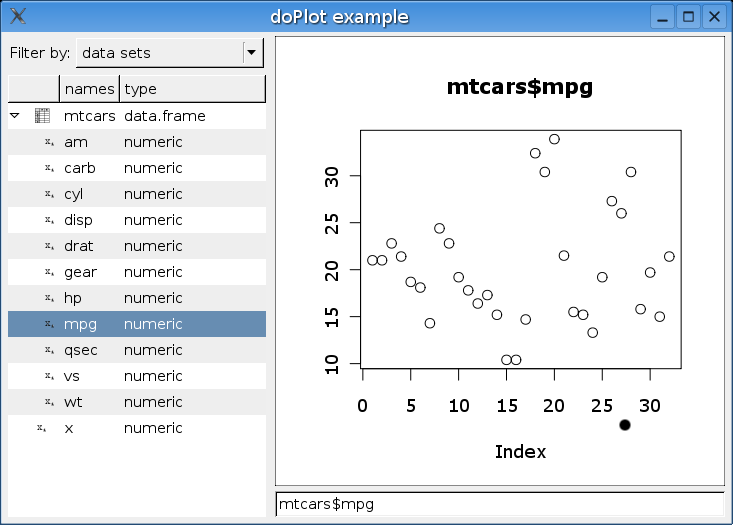 doPlot example
Filter by: data sets
names type
mtcars data.frame
am numeric
carb numeric
cyl numeric
disp numeric
drat numeric
gear numeric
hp numeric
mpg numeric
qsec numeric
vs numeric
wt numeric
x numeric
mtcars$mpg
30
25
20
15
10
0 5 10 15 20 25 30
Index
mtcars$mpg